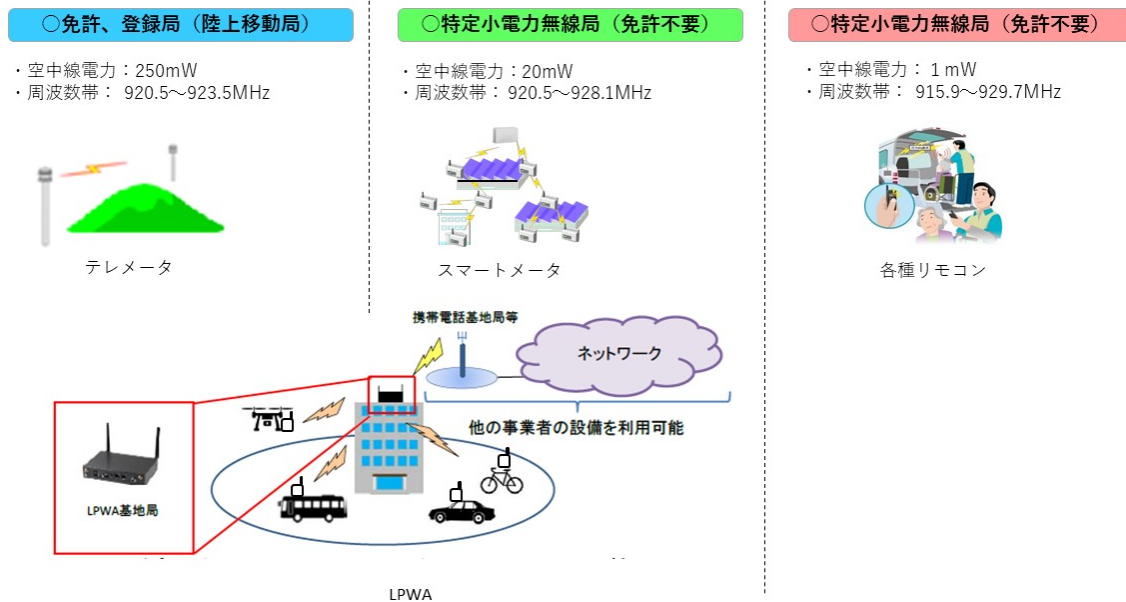 ○免許、登録局（陸上移動局）
・空中線電力：250mW
・周波数帯： 920.5～923.5MHz
テレメータ
○特定小電力無線局（免許不要）
・空中線電力：20mW
・周波数帯：920.5～928.1MHz
スマートメータ
○特定小電力無線局（免許不要）
・空中線電力：１mW
・周波数帯： 915.9～929.7MHz
各種リモコン
携帯電話基地局等
ネットワーク
他の事業者の設備を利用可能
LPWA基地局
LPWA